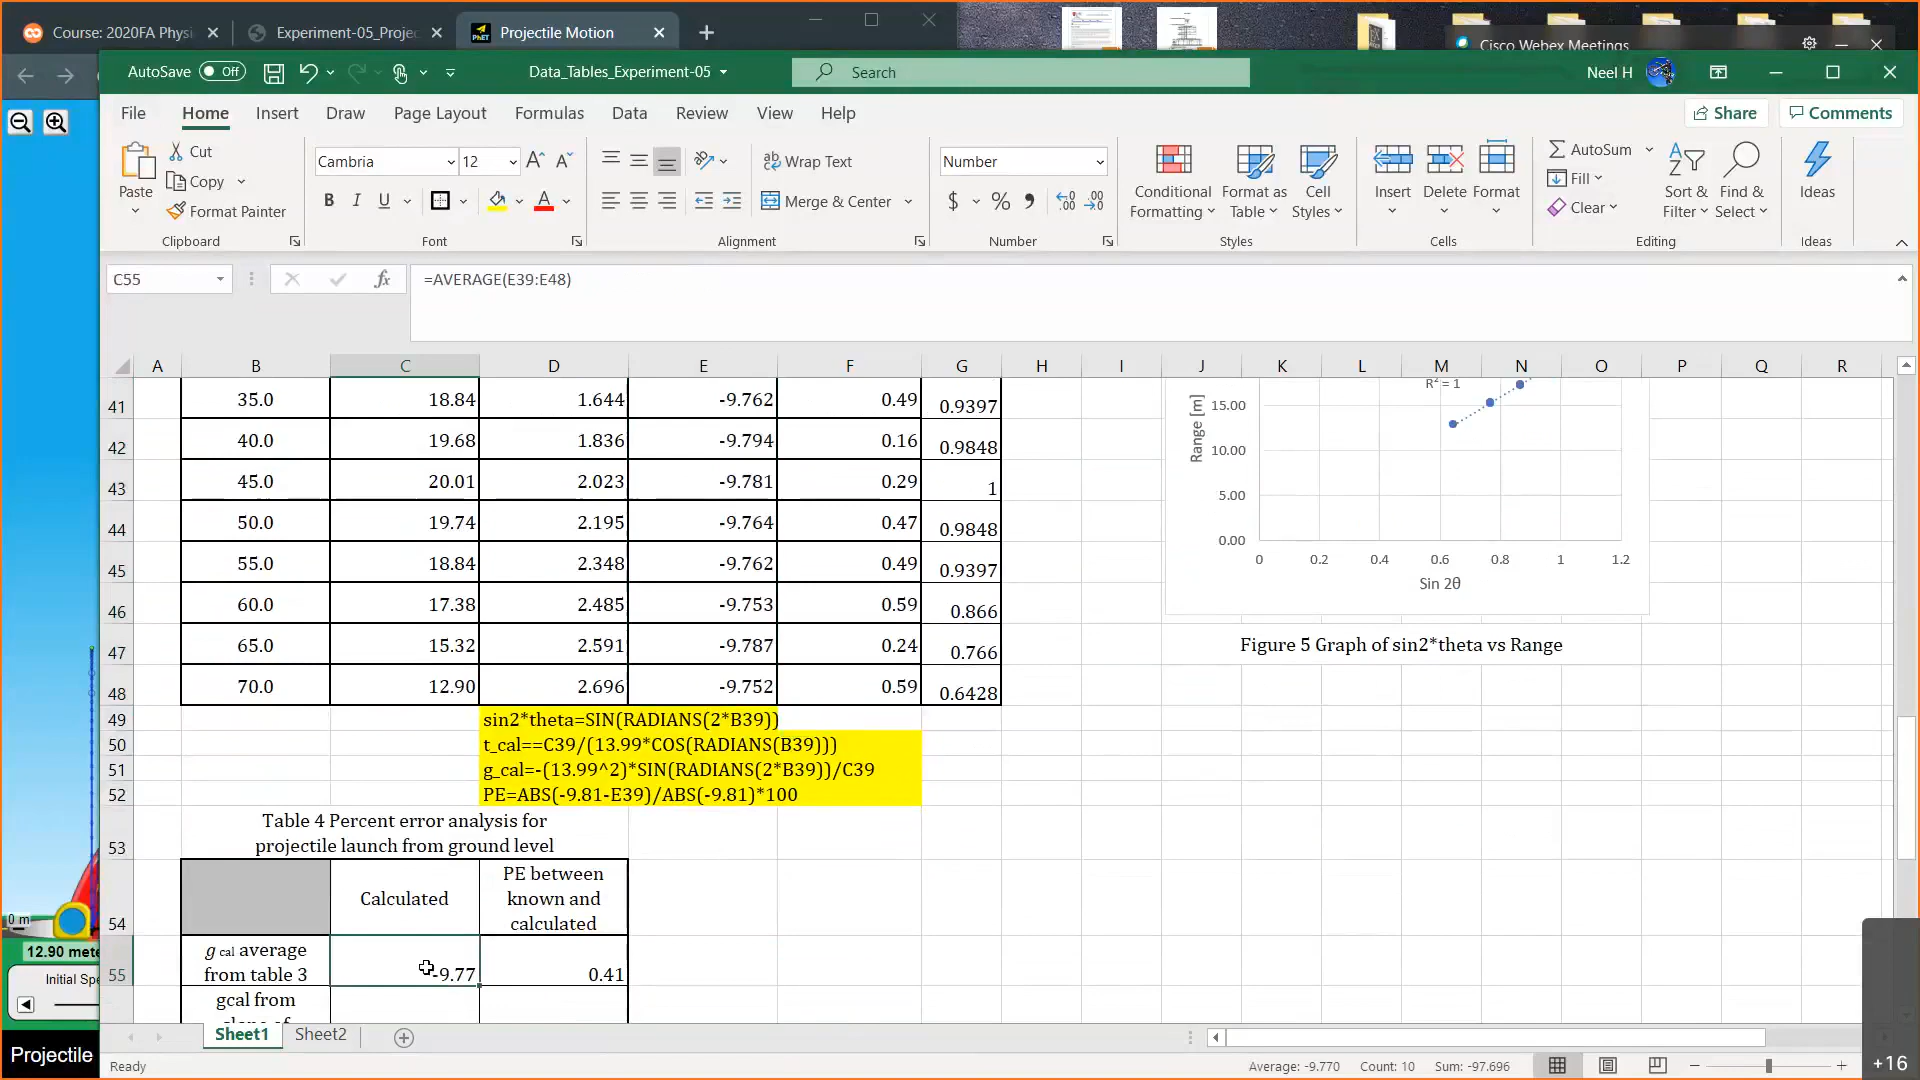 Course: 2020FA Physi
Experiment-05_Projec
Projectile Motion
Cisco Webex Meetings
AutoSave Off
Data_Tables_Experiment-05
Search
Neel H
File Home Insert Draw Page Layout Formulas Data Review View Help
Share Comments
Paste
Cut
Copy
Format Painter
Clipboard
Cambria 12
B I U
Font
Wrap Text
Merge & Center
Alignment
Number
$ %
Number
Conditional Formatting
Format as Table
Cell Styles
Styles
Insert Delete Format
Cells
AutoSum
Fill
Clear
Sort & Filter
Find & Select
Editing
Ideas
Ideas
C55 fx =AVERAGE(E39:E48)
A B C D E F G H I J K L M N O P Q R
41 35.0 18.84 1.644 -9.762 0.49 0.9397
42 40.0 19.68 1.836 -9.794 0.16 0.9848
43 45.0 20.01 2.023 -9.781 0.29 1
44 50.0 19.74 2.195 -9.764 0.47 0.9848
45 55.0 18.84 2.348 -9.762 0.49 0.9397
46 60.0 17.38 2.485 -9.753 0.59 0.866
47 65.0 15.32 2.591 -9.787 0.24 0.766
48 70.0 12.90 2.696 -9.752 0.59 0.6428
49 sin2*theta=SIN(RADIANS(2*B39))
50 t_cal==C39/(13.99*COS(RADIANS(B39)))
51 g_cal=-(13.99^2)*SIN(RADIANS(2*B39))/C39
52 PE=ABS(-9.81-E39)/ABS(-9.81)*100
53 Table 4 Percent error analysis for
projectile launch from ground level
54 Calculated
PE between
known and
calculated
55 g cal average
from table 3
-9.77 0.41
gcal from
R² = 1
Range [m]
15.00
10.00
5.00
0.00
0 0.2 0.4 0.6 0.8 1 1.2
Sin 2θ
Figure 5 Graph of sin2*theta vs Range
0 m
12.90 mete
Initial Spe
Projectile
Sheet1 Sheet2
Ready
Average: -9.770 Count: 10 Sum: -97.696
+16